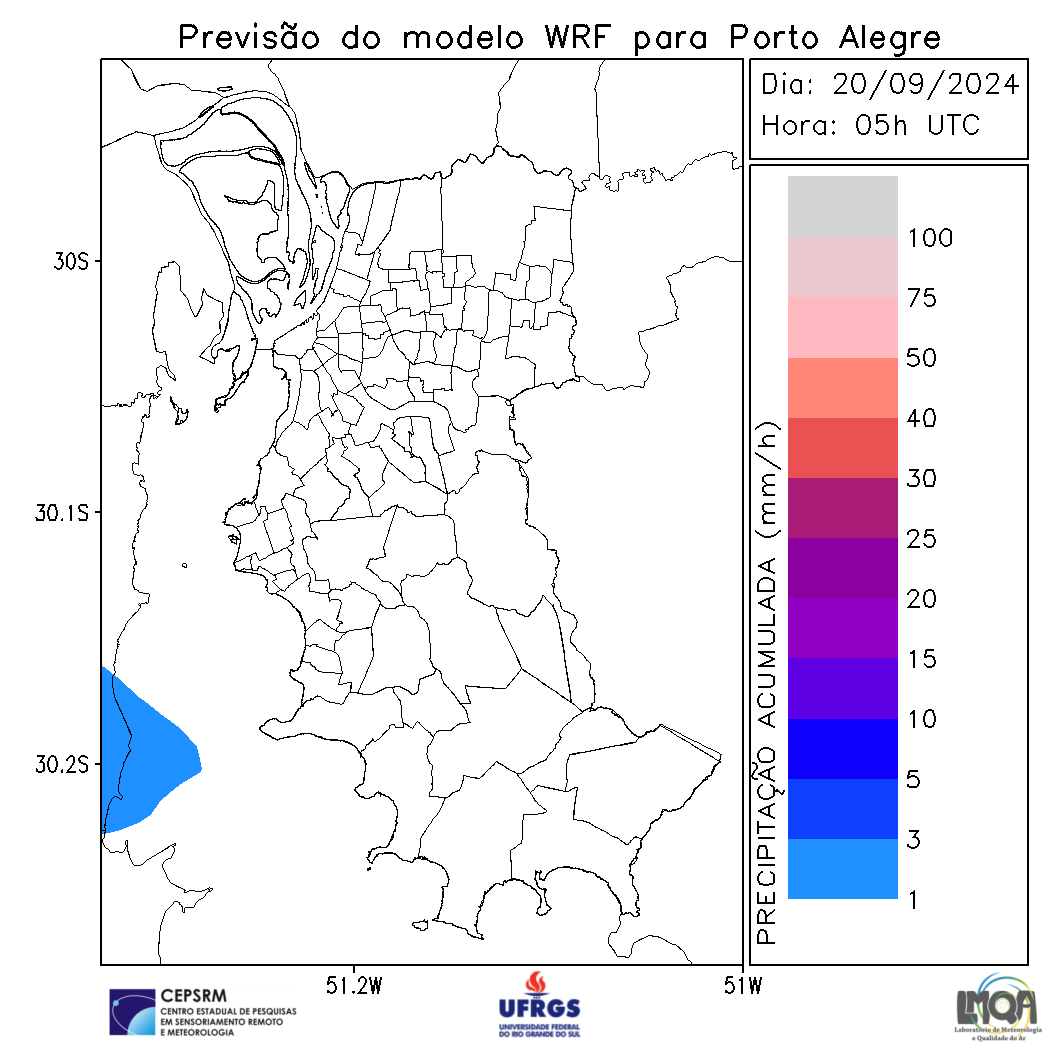 Previsão do modelo WRF para Porto Alegre
Dia: 20/09/2024
Hora: 05h UTC
30S
30.1S
30.2S
51.2W
51W
PRECIPITAÇÃO ACUMULADA (mm/h)
100
75
50
40
30
25
20
15
10
5
3
1
CEPSRM
CENTRO ESTADUAL DE PESQUISAS
EM SENSORIAMENTO REMOTO
E METEOROLOGIA
UFRGS
UNIVERSIDADE FEDERAL
DO RIO GRANDE DO SUL
LMQA
Laboratório de Meteorologia
e Qualidade do Ar